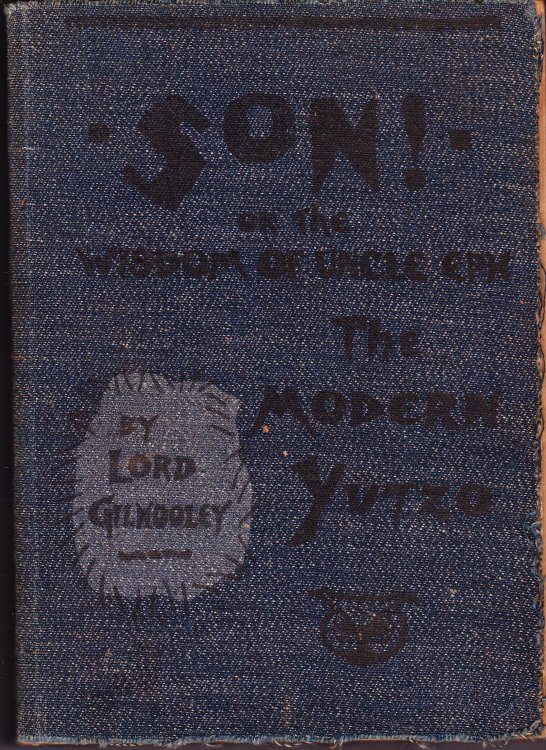 ·SON!·
OR THE
WISDOM OF UNCLE EPH
The
MODERN
YUTZO
BY
LORD
GILHOOLEY